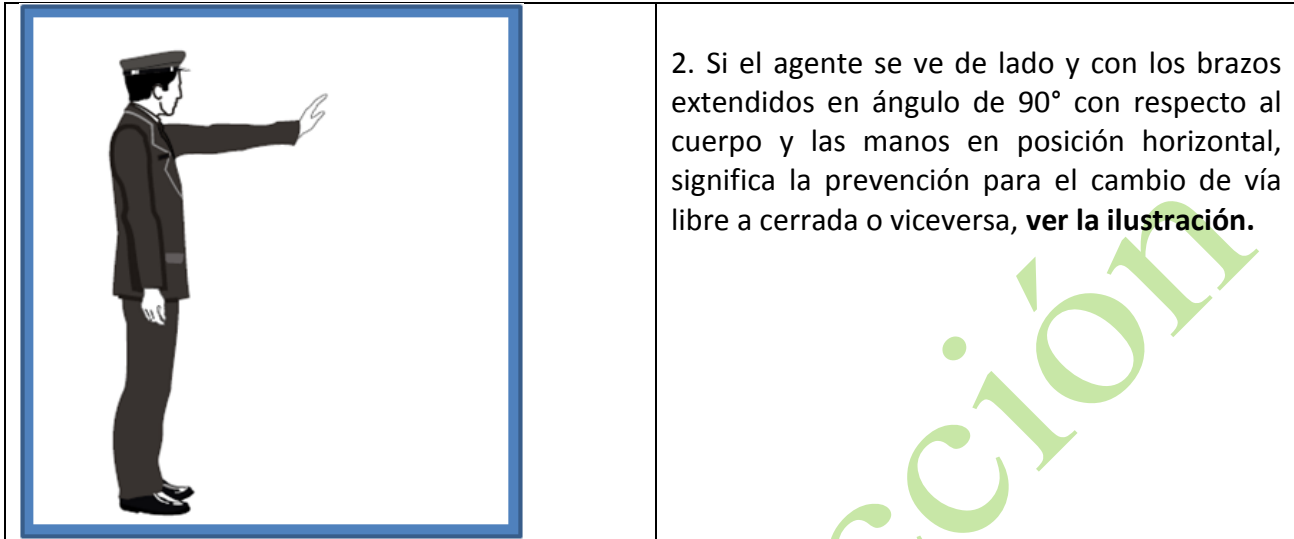 2. Si el agente se ve de lado y con los brazos
extendidos en ángulo de 90° con respecto al
cuerpo y las manos en posición horizontal,
significa la prevención para el cambio de vía
libre a cerrada o viceversa, ver la ilustración.
cción